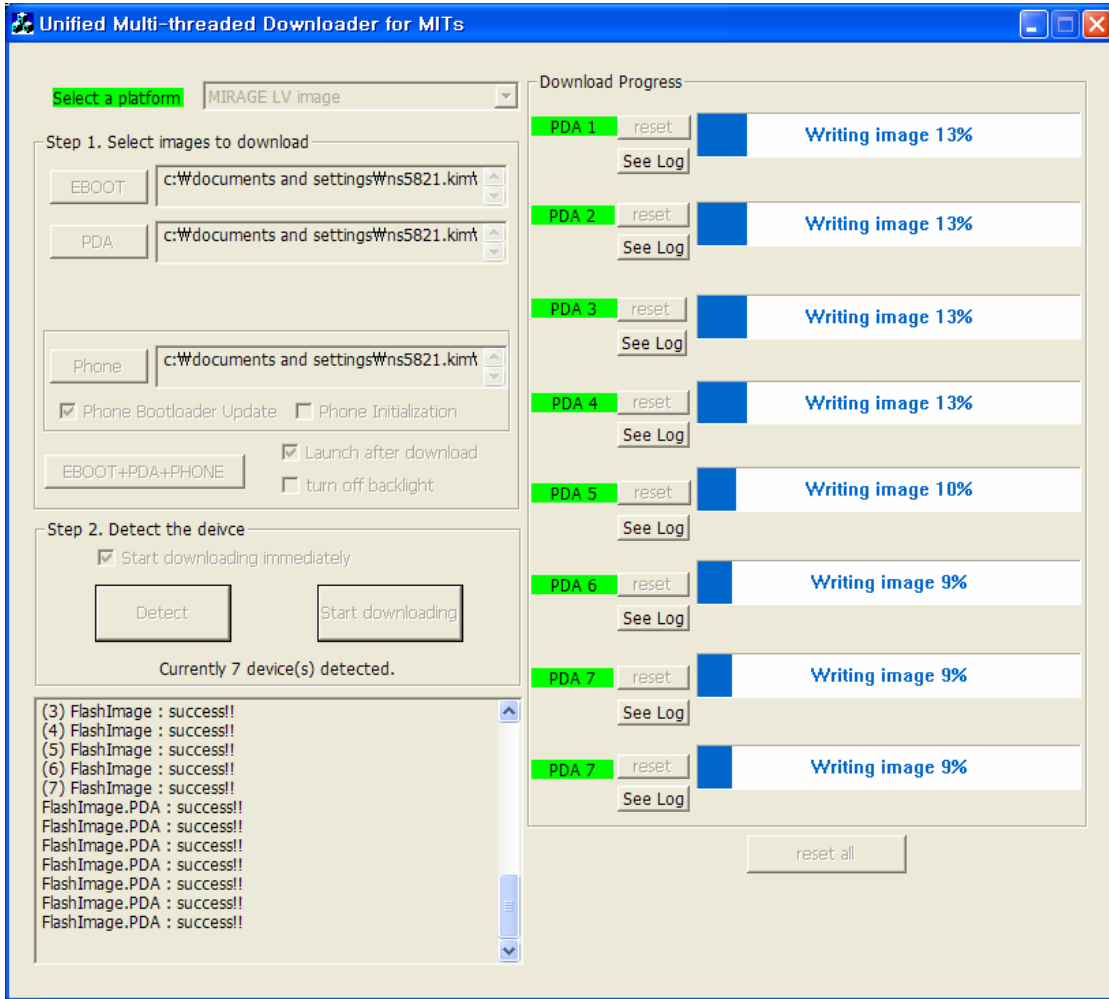 Unified Multi-threaded Downloader for MITs
Select a platform MIRAGE LV image
Step 1. Select images to download
EBOOT c:₩documents and settings₩ns5821.kim₩
PDA c:₩documents and settings₩ns5821.kim₩
Phone c:₩documents and settings₩ns5821.kim₩
Phone Bootloader Update Phone Initialization
EBOOT+PDA+PHONE
Launch after download
turn off backlight
Step 2. Detect the deivce
Start downloading immediately
Detect Start downloading
Currently 7 device(s) detected.
(3) FlashImage : success!!
(4) FlashImage : success!!
(5) FlashImage : success!!
(6) FlashImage : success!!
(7) FlashImage : success!!
FlashImage.PDA : success!!
FlashImage.PDA : success!!
FlashImage.PDA : success!!
FlashImage.PDA : success!!
FlashImage.PDA : success!!
FlashImage.PDA : success!!
FlashImage.PDA : success!!
Download Progress
PDA 1 reset Writing image 13%
See Log
PDA 2 reset Writing image 13%
See Log
PDA 3 reset Writing image 13%
See Log
PDA 4 reset Writing image 13%
See Log
PDA 5 reset Writing image 10%
See Log
PDA 6 reset Writing image 9%
See Log
PDA 7 reset Writing image 9%
See Log
PDA 7 reset Writing image 9%
See Log
reset all